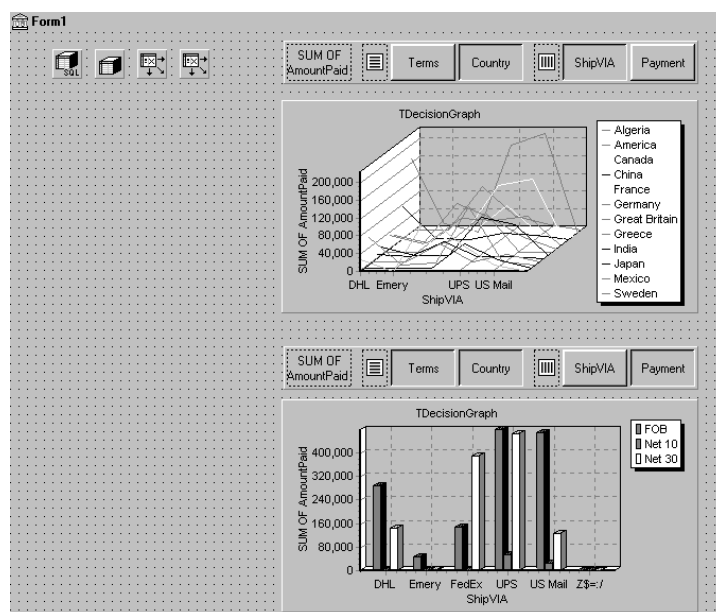 Form1
SQL
SUM OF
AmountPaid
Terms
Country
ShipVIA
Payment
TDecisionGraph
SUM OF AmountPaid
200,000
160,000
120,000
80,000
40,000
0
DHL Emery UPS US Mail
ShipVIA
Algeria
America
Canada
China
France
Germany
Great Britain
Greece
India
Japan
Mexico
Sweden
SUM OF
AmountPaid
Terms
Country
ShipVIA
Payment
TDecisionGraph
SUM OF AmountPaid
400,000
320,000
240,000
160,000
80,000
0
DHL Emery FedEx UPS US Mail Z$=:/
ShipVIA
FOB
Net 10
Net 30